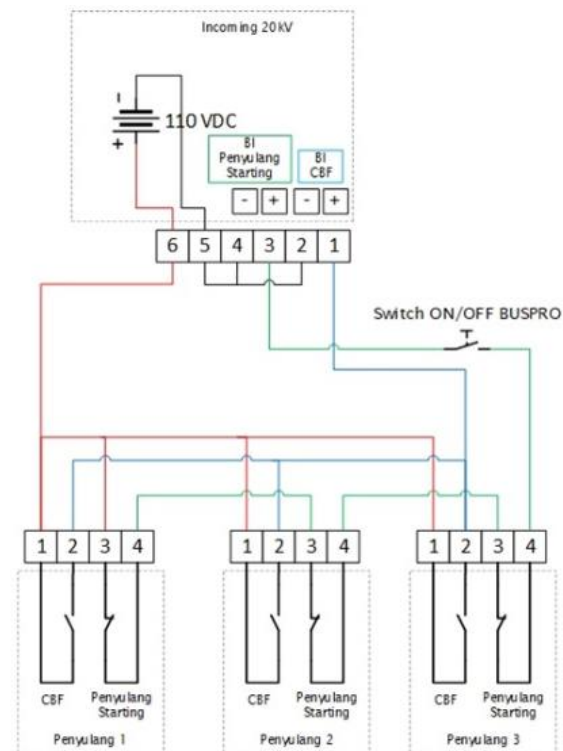 Incoming 20kV
−
110 VDC
+
BI
Penyulang
Starting
BI
CBF
- + - +
6 5 4 3 2 1
Switch ON/OFF BUSPRO
1 2 3 4
1 2 3 4
1 2 3 4
CBF
Penyulang
Starting
Penyulang 1
CBF
Penyulang
Starting
Penyulang 2
CBF
Penyulang
Starting
Penyulang 3